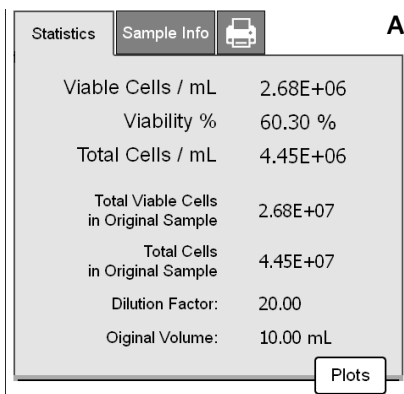 Statistics Sample Info A
Viable Cells / mL 2.68E+06
Viability % 60.30 %
Total Cells / mL 4.45E+06
Total Viable Cells
in Original Sample 2.68E+07
Total Cells
in Original Sample 4.45E+07
Dilution Factor: 20.00
Oiginal Volume: 10.00 mL
Plots